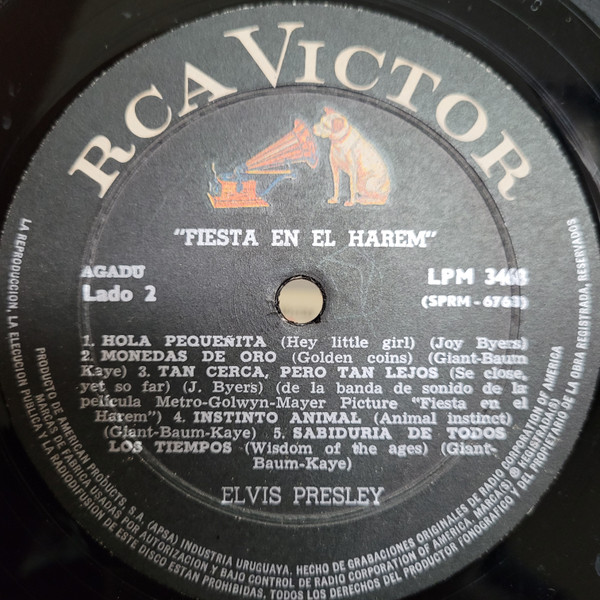 RCA VICTOR
"FIESTA EN EL HAREM"
AGADU
Lado 2
LPM 3468
(SPRM - 6763)
1. HOLA PEQUEÑITA (Hey little girl) (Joy Byers)
2. MONEDAS DE ORO (Golden coins) (Giant-Baum
Kaye) 3. TAN CERCA, PERO TAN LEJOS (Se close,
yet so far) (J. Byers) (de la banda de sonido de la
película Metro-Golwyn-Mayer Picture "Fiesta en el
Harem") 4. INSTINTO ANIMAL (Animal instinct)
(Giant-Baum-Kaye) 5. SABIDURIA DE TODOS
LOS TIEMPOS (Wisdom of the ages) (Giant-
Baum-Kaye)
ELVIS PRESLEY
PRODUCTO DE AMERICAN PRODUCTS, S.A. (APSA) INDUSTRIA URUGUAYA. HECHO DE GRABACIONES ORIGINALES DE RADIO CORPORATION OF AMERICA
MARCAS DE FABRICA USADAS POR AUTORIZACION Y BAJO CONTROL DE RADIO CORPORATION OF AMERICA, MARCA(S) ® REGISTRADA(S)
LA REPRODUCCION, LA EJECUCION PUBLICA Y LA RADIODIFUSION DE ESTE DISCO ESTAN PROHIBIDAS, TODOS LOS DERECHOS DEL PRODUCTOR FONOGRAFICO Y DEL PROPIETARIO DE LA OBRA REGISTRADA, RESERVADOS